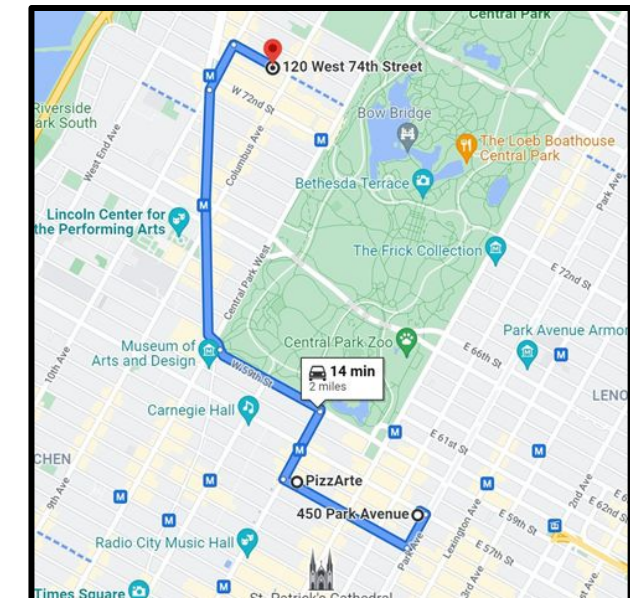 Central Park
120 West 74th Street
M
Riverside
ark South
W 72nd St
Bow Bridge
M
The Loeb Boathouse
Central Park
West End Ave
Columbus Ave
Bethesda Terrace
Park Ave
Lincoln Center for
the Performing Arts
M
The Frick Collection
E 72nd St
Central Park West
Museum of
Arts and Design
Central Park Zoo
Park Avenue Armor
E 66th St
M
10th Ave
W 59th St
14 min
2 miles
LENO
Carnegie Hall
M
E 61st St
CHEN
M
M
9th Ave
M
PizzArte
2nd Ave
M
M
450 Park Avenue
Lexington Ave
E 59th St
E 62nd S
Radio City Music Hall
Park Ave
E 57th St
3rd Ave
st Ave
Times Square
M
St. Patrick's Cathedral